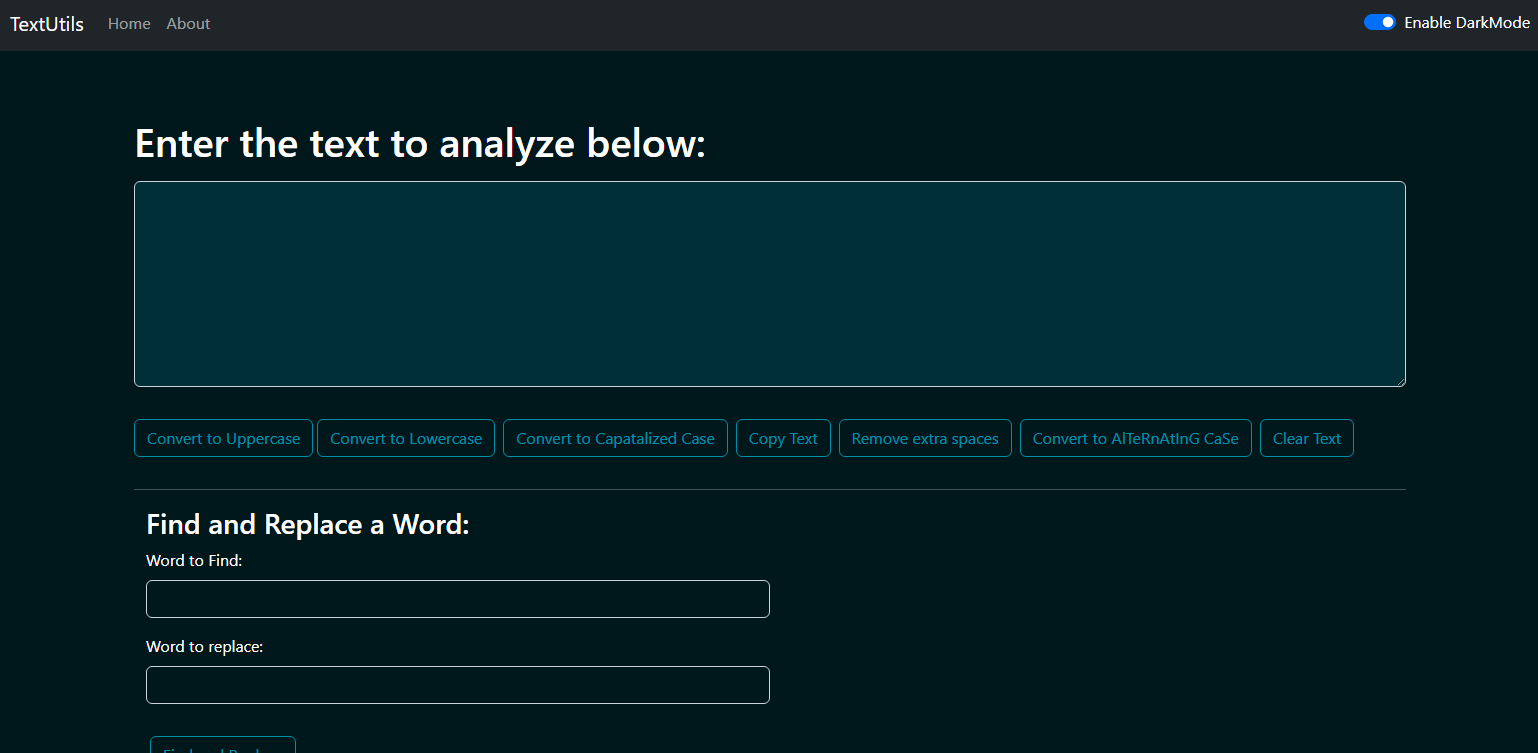 TextUtils Home About Enable DarkMode
Enter the text to analyze below:
Convert to Uppercase Convert to Lowercase Convert to Capatalized Case Copy Text Remove extra spaces Convert to AlTeRnAtInG CaSe Clear Text
Find and Replace a Word:
Word to Find:
Word to replace: